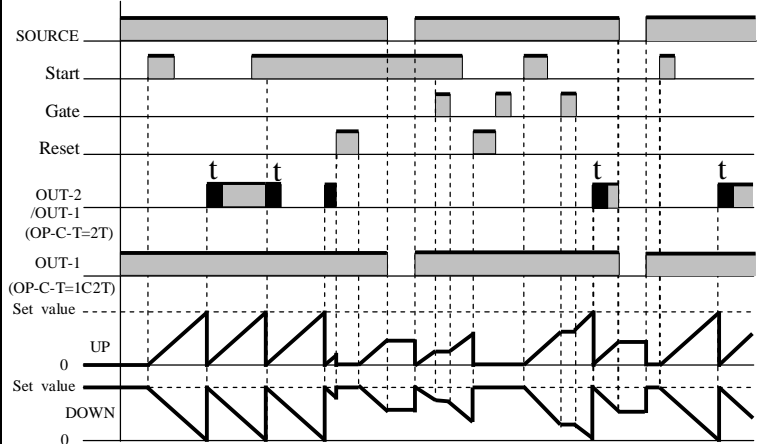 SOURCE
Start
Gate
Reset
t
t
t
t
OUT-2
/OUT-1
(OP-C-T=2T)
OUT-1
(OP-C-T=1C2T)
Set value
UP
0
Set value
DOWN
0